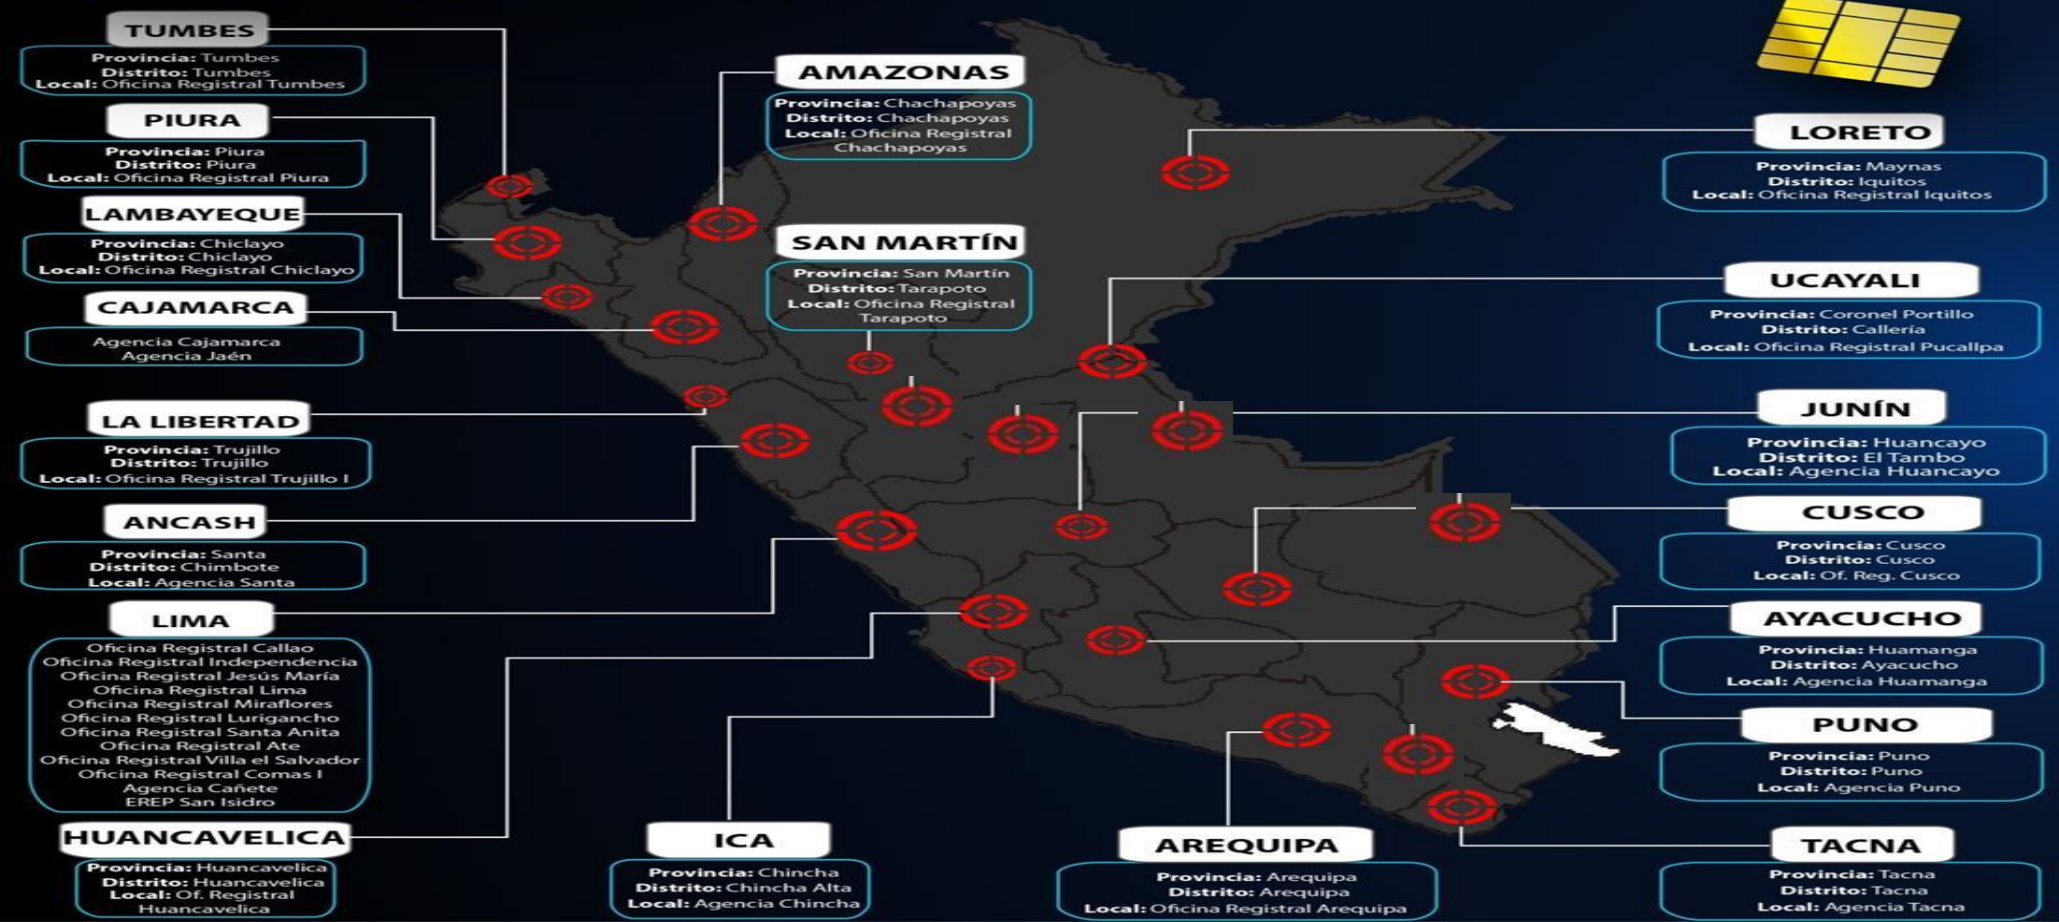 TUMBES
Provincia: Tumbes
Distrito: Tumbes
Local: Oficina Registral Tumbes
PIURA
Provincia: Piura
Distrito: Piura
Local: Oficina Registral Piura
LAMBAYEQUE
Provincia: Chiclayo
Distrito: Chiclayo
Local: Oficina Registral Chiclayo
CAJAMARCA
Agencia Cajamarca
Agencia Jaén
LA LIBERTAD
Provincia: Trujillo
Distrito: Trujillo
Local: Oficina Registral Trujillo I
ANCASH
Provincia: Santa
Distrito: Chimbote
Local: Agencia Santa
LIMA
Oficina Registral Callao
Oficina Registral Independencia
Oficina Registral Jesús María
Oficina Registral Lima
Oficina Registral Miraflores
Oficina Registral Lurigancho
Oficina Registral Santa Anita
Oficina Registral Ate
Oficina Registral Villa el Salvador
Oficina Registral Comas I
Agencia Cañete
EREP San Isidro
HUANCAVELICA
Provincia: Huancavelica
Distrito: Huancavelica
Local: Of. Registral
Huancavelica
AMAZONAS
Provincia: Chachapoyas
Distrito: Chachapoyas
Local: Oficina Registral
Chachapoyas
SAN MARTÍN
Provincia: San Martín
Distrito: Tarapoto
Local: Oficina Registral
Tarapoto
ICA
Provincia: Chincha
Distrito: Chincha Alta
Local: Agencia Chincha
AREQUIPA
Provincia: Arequipa
Distrito: Arequipa
Local: Oficina Registral Arequipa
LORETO
Provincia: Maynas
Distrito: Iquitos
Local: Oficina Registral Iquitos
UCAYALI
Provincia: Coronel Portillo
Distrito: Callería
Local: Oficina Registral Pucallpa
JUNÍN
Provincia: Huancayo
Distrito: El Tambo
Local: Agencia Huancayo
CUSCO
Provincia: Cusco
Distrito: Cusco
Local: Of. Reg. Cusco
AYACUCHO
Provincia: Huamanga
Distrito: Ayacucho
Local: Agencia Huamanga
PUNO
Provincia: Puno
Distrito: Puno
Local: Agencia Puno
TACNA
Provincia: Tacna
Distrito: Tacna
Local: Agencia Tacna